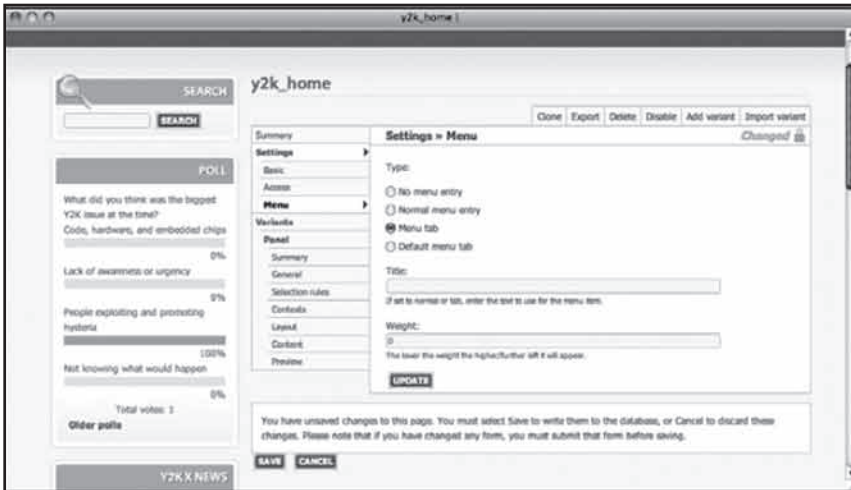 y2k_home |
SEARCH
SEARCH
POLL
What did you think was the biggest
Y2K issue at the time?
Code, hardware, and embedded chips
0%
Lack of awareness or urgency
0%
People exploiting and promoting
hysteria
100%
Not knowing what would happen
0%
Total votes: 1
Older polls
Y2K X NEWS
y2k_home
Clone Export Delete Disable Add variant Import variant
Summary
Settings
Basic
Access
Menu
Variants
Panel
Summary
General
Selection rules
Contexts
Layout
Content
Preview
Settings » Menu
Changed
Type:
No menu entry
Normal menu entry
Menu tab
Default menu tab
Title:
If set to normal or tab, enter the text to use for the menu item.
Weight:
0
The lower the weight the higher/further left it will appear.
UPDATE
You have unsaved changes to this page. You must select Save to write them to the database, or Cancel to discard these
changes. Please note that if you have changed any form, you must submit that form before saving.
SAVE CANCEL